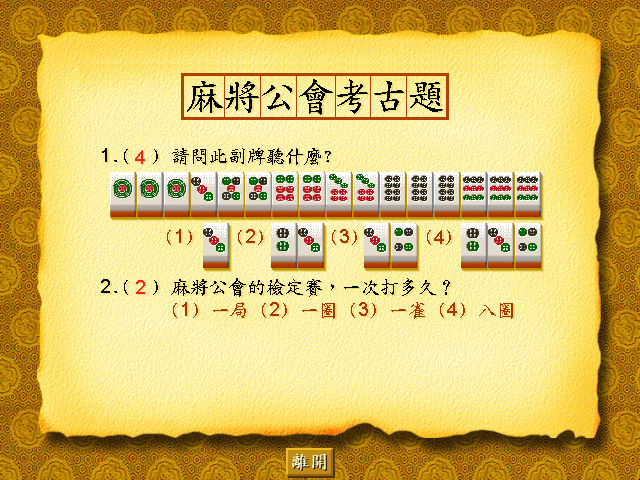 麻將公會考古題
1.(4) 請問此副牌聽什麼?
(1) (2) (3) (4)
2.(2) 麻將公會的檢定賽，一次打多久?
(1) 一局 (2) 一圈 (3) 一雀 (4) 八圈
離開